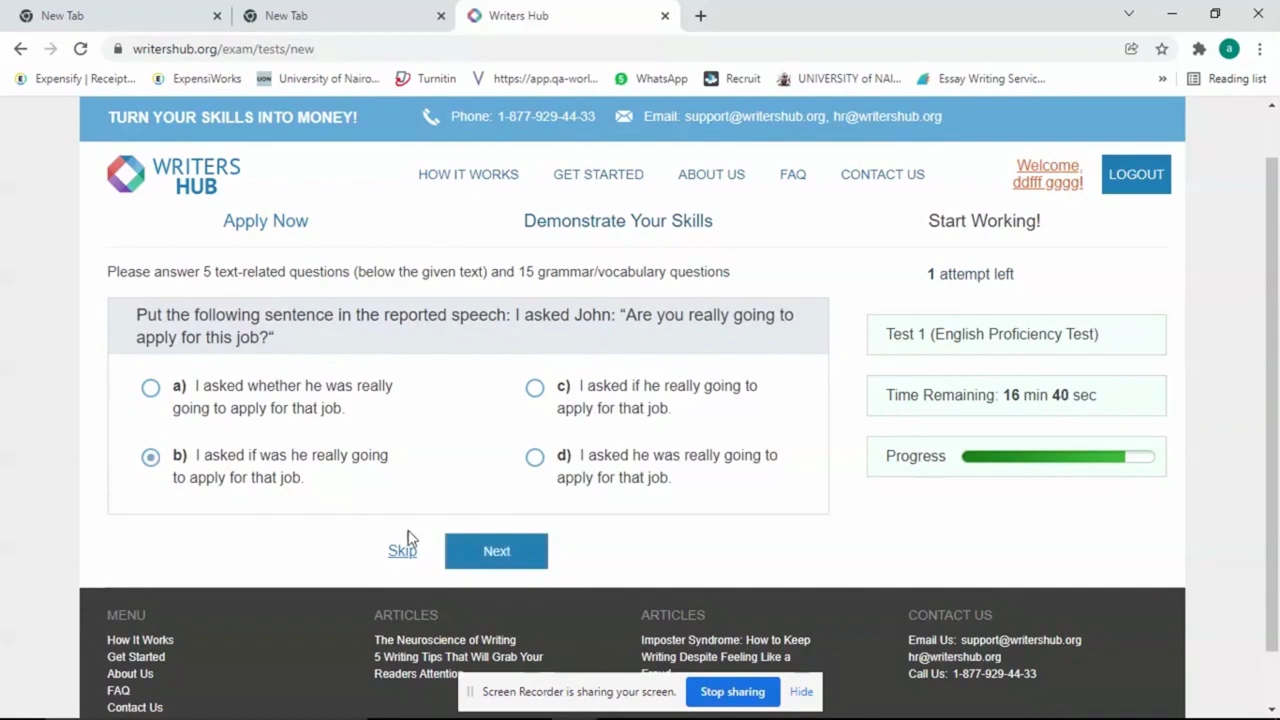 New Tab
New Tab
Writers Hub
writershub.org/exam/tests/new
Expensify | Receipt...
ExpensiWorks
University of Nairo...
Turnitin
https://app.qa-worl...
WhatsApp
Recruit
UNIVERSITY OF NAI...
Essay Writing Servic...
»
Reading list
TURN YOUR SKILLS INTO MONEY!
Phone: 1-877-929-44-33
Email: support@writershub.org, hr@writershub.org
WRITERS
HUB
HOW IT WORKS
GET STARTED
ABOUT US
FAQ
CONTACT US
Welcome,
ddfff gggg!
LOGOUT
Apply Now
Demonstrate Your Skills
Start Working!
Please answer 5 text-related questions (below the given text) and 15 grammar/vocabulary questions
1 attempt left
Put the following sentence in the reported speech: I asked John: “Are you really going to
apply for this job?“
a) I asked whether he was really
going to apply for that job.
b) I asked if was he really going
to apply for that job.
c) I asked if he really going to
apply for that job.
d) I asked he was really going to
apply for that job.
Test 1 (English Proficiency Test)
Time Remaining: 16 min 40 sec
Progress
Skip
Next
MENU
How It Works
Get Started
About Us
FAQ
Contact Us
ARTICLES
The Neuroscience of Writing
5 Writing Tips That Will Grab Your
Readers Attention
ARTICLES
Imposter Syndrome: How to Keep
Writing Despite Feeling Like a
CONTACT US
Email Us: support@writershub.org
hr@writershub.org
Call Us: 1-877-929-44-33
Screen Recorder is sharing your screen.
Stop sharing
Hide